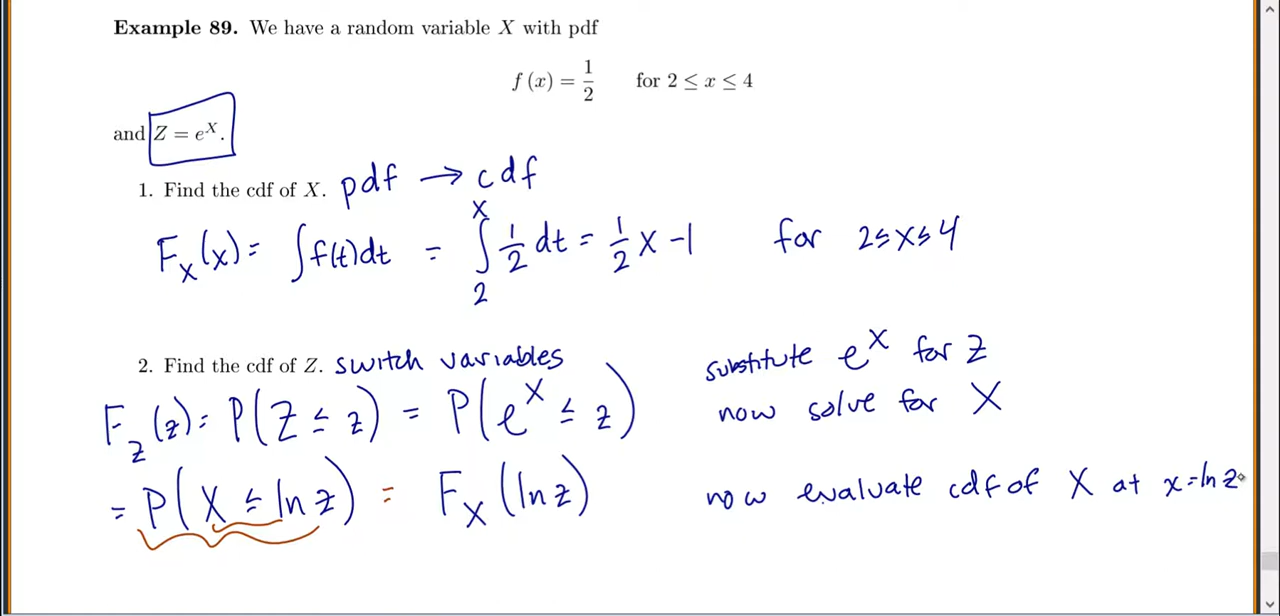 Example 89. We have a random variable X with pdf
f (x) = 1/2 for 2 ≤ x ≤ 4
and Z = e^X.
1. Find the cdf of X. pdf → cdf
F_X(x) = ∫f(t)dt = ∫_2^x 1/2 dt = 1/2 x - 1 for 2≤x≤4
2. Find the cdf of Z. switch variables substitute e^X for Z
F_Z(z) = P(Z ≤ z) = P(e^X ≤ z) now solve for X
= P(X ≤ ln z) = F_X(ln z) now evaluate cdf of X at x=ln z